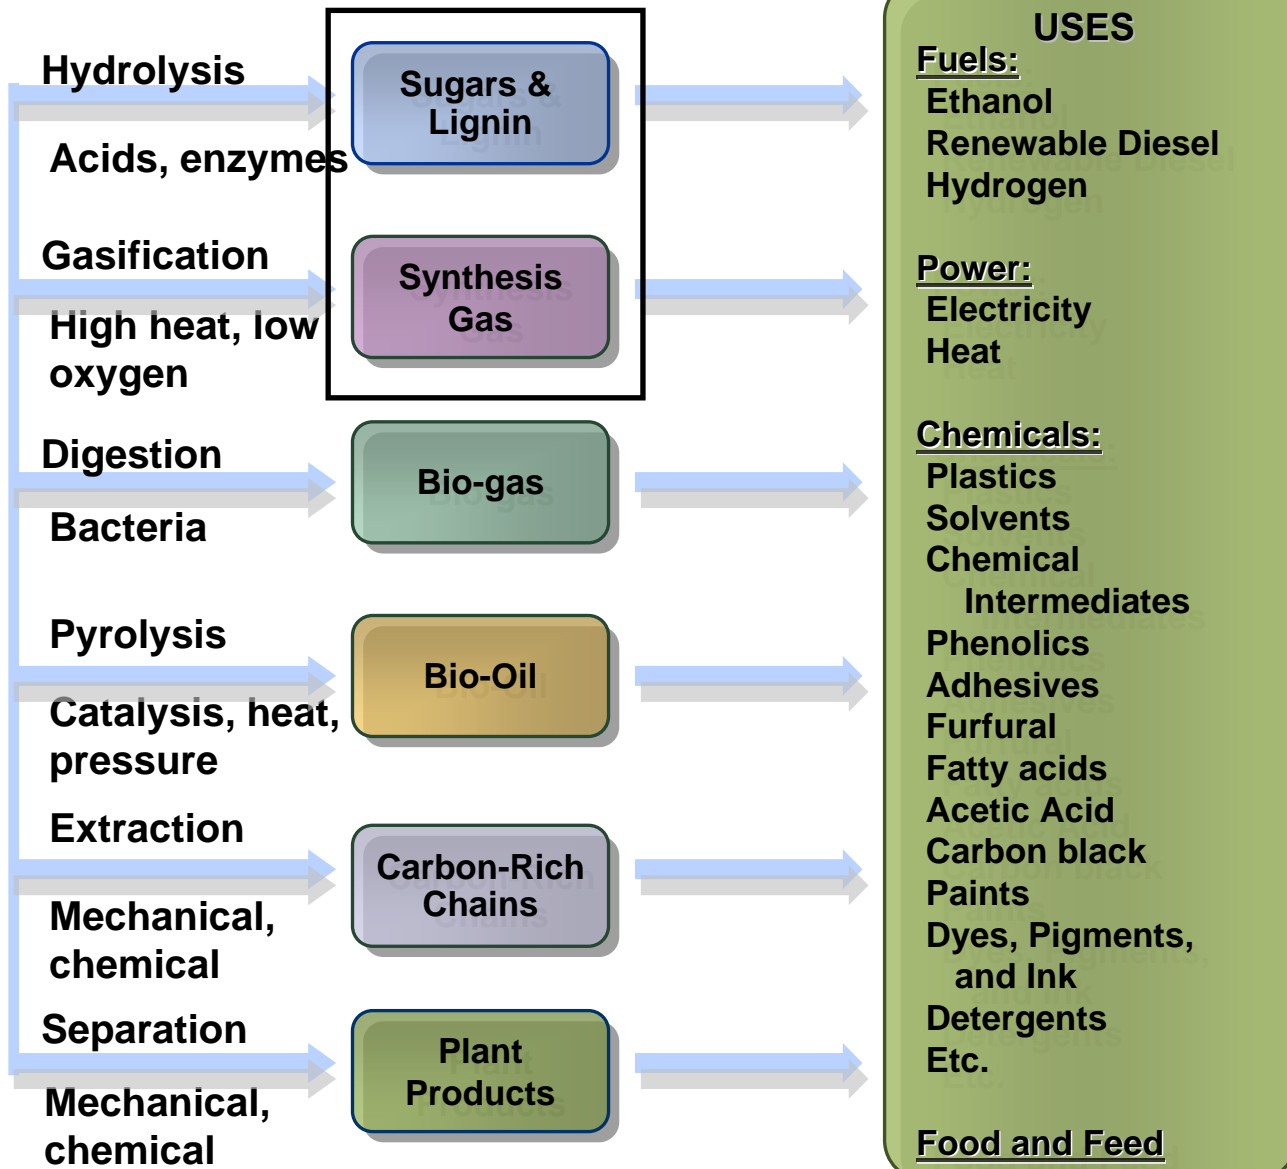 Hydrolysis
Acids, enzymes
Sugars &
Lignin
Gasification
High heat, low
oxygen
Synthesis
Gas
Digestion
Bacteria
Bio-gas
Pyrolysis
Catalysis, heat,
pressure
Bio-Oil
Extraction
Mechanical,
chemical
Carbon-Rich
Chains
Separation
Mechanical,
chemical
Plant
Products
USES
Fuels:
Ethanol
Renewable Diesel
Hydrogen
Power:
Electricity
Heat
Chemicals:
Plastics
Solvents
Chemical
Intermediates
Phenolics
Adhesives
Furfural
Fatty acids
Acetic Acid
Carbon black
Paints
Dyes, Pigments,
and Ink
Detergents
Etc.
Food and Feed